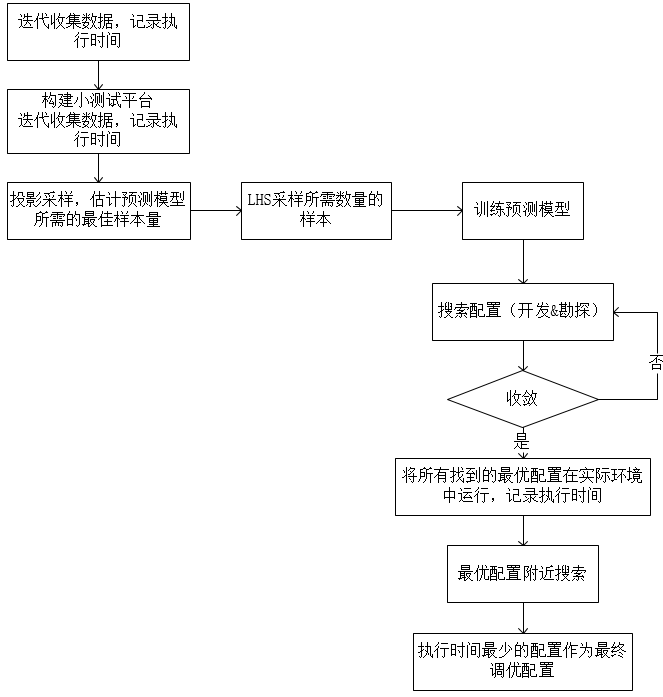 迭代收集数据，记录执
行时间
构建小测试平台
迭代收集数据，记录执
行时间
投影采样，估计预测模型
所需的最佳样本量
LHS采样所需数量的
样本
训练预测模型
搜索配置（开发&勘探）
否
收敛
是
将所有找到的最优配置在实际环境
中运行，记录执行时间
最优配置附近搜索
执行时间最少的配置作为最终
调优配置